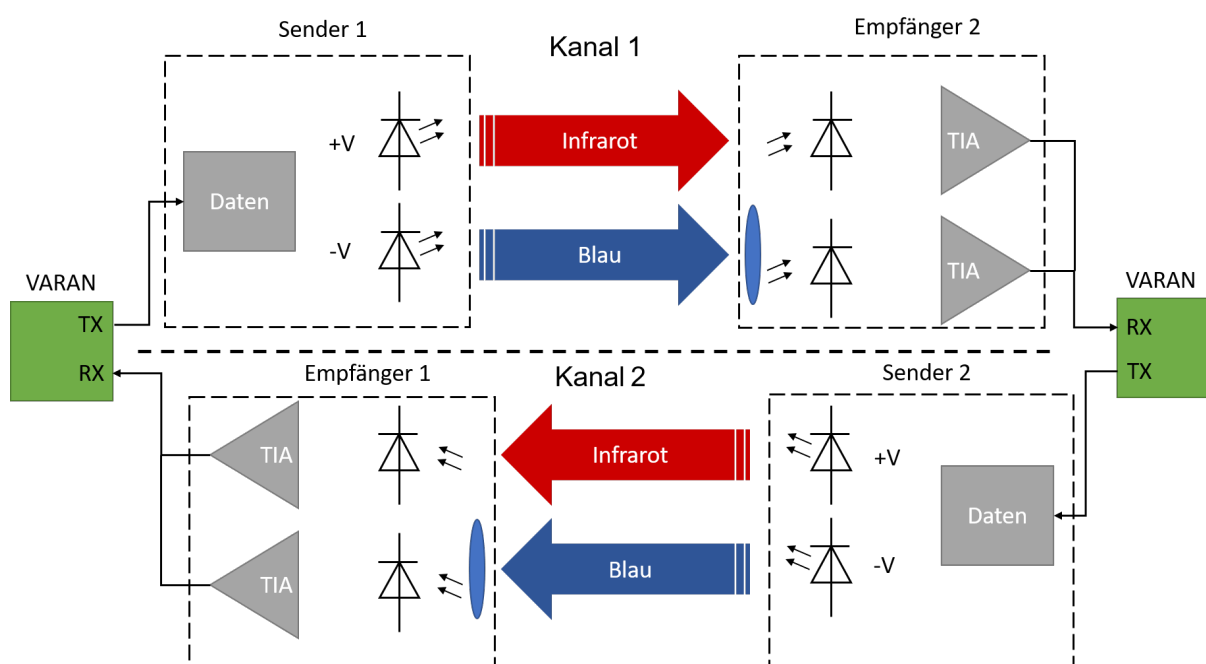 Sender 1
Kanal 1
Empfänger 2
+V
Infrarot
TIA
Daten
-V
Blau
TIA
VARAN
TX
RX
VARAN
RX
TX
Empfänger 1
Kanal 2
Sender 2
TIA
Infrarot
+V
Daten
TIA
Blau
-V